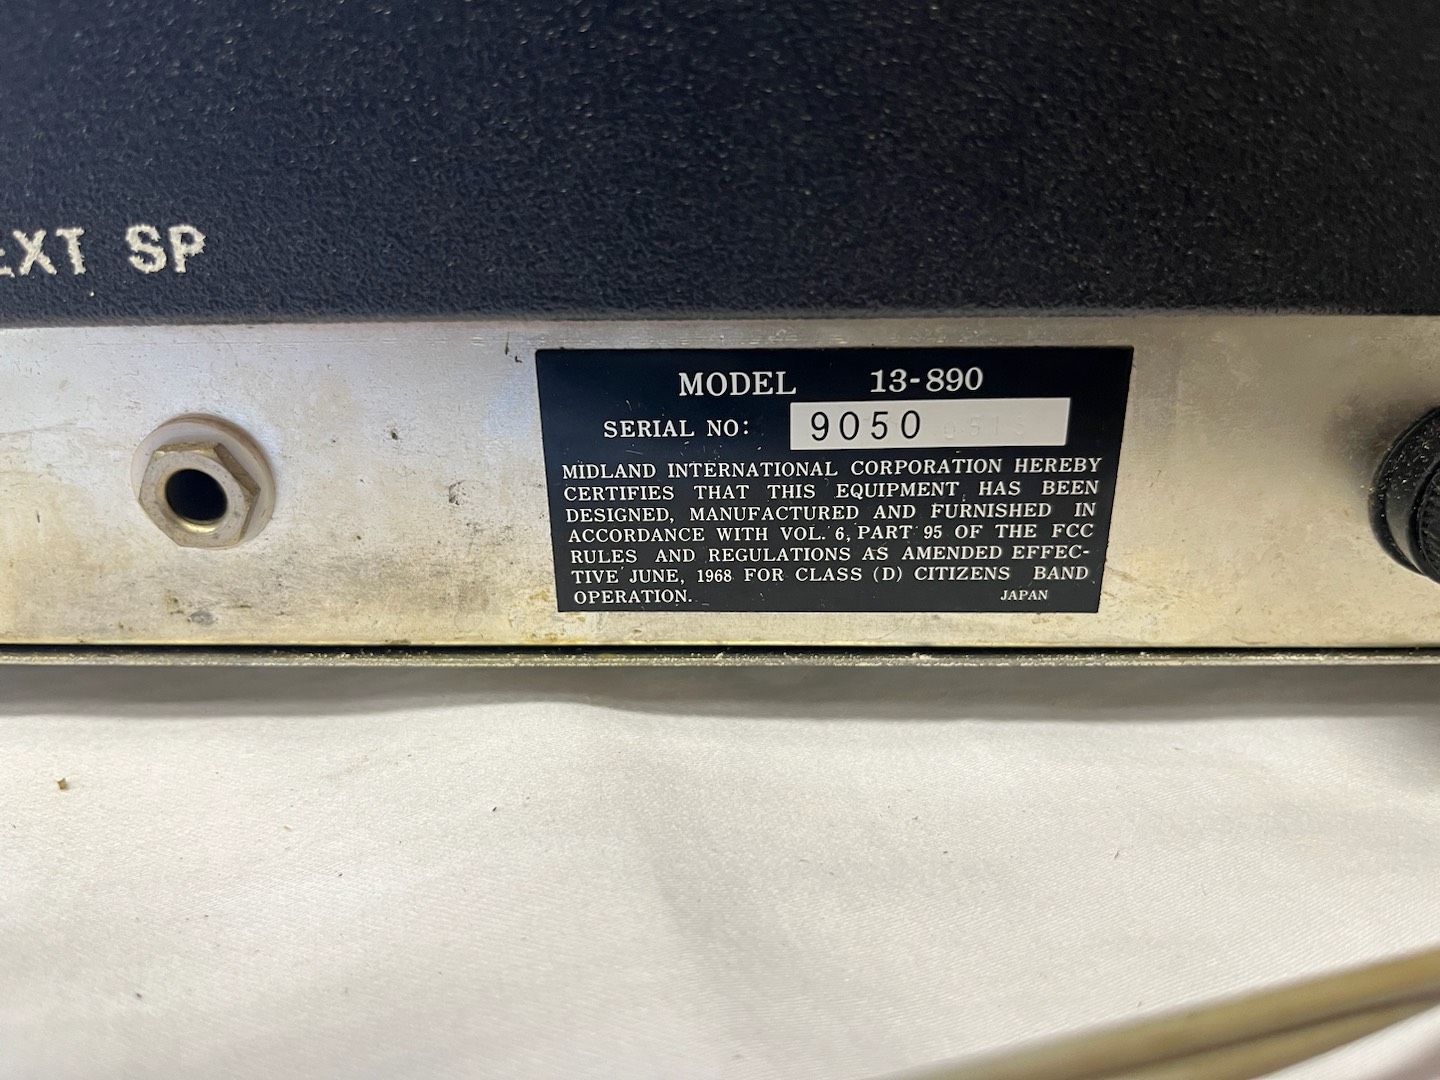 EXT SP
MODEL 13-890
SERIAL NO: 9050
MIDLAND INTERNATIONAL CORPORATION HEREBY
CERTIFIES THAT THIS EQUIPMENT HAS BEEN
DESIGNED, MANUFACTURED AND FURNISHED IN
ACCORDANCE WITH VOL. 6, PART 95 OF THE FCC
RULES AND REGULATIONS AS AMENDED EFFEC-
TIVE JUNE, 1968 FOR CLASS (D) CITIZENS BAND
OPERATION. JAPAN